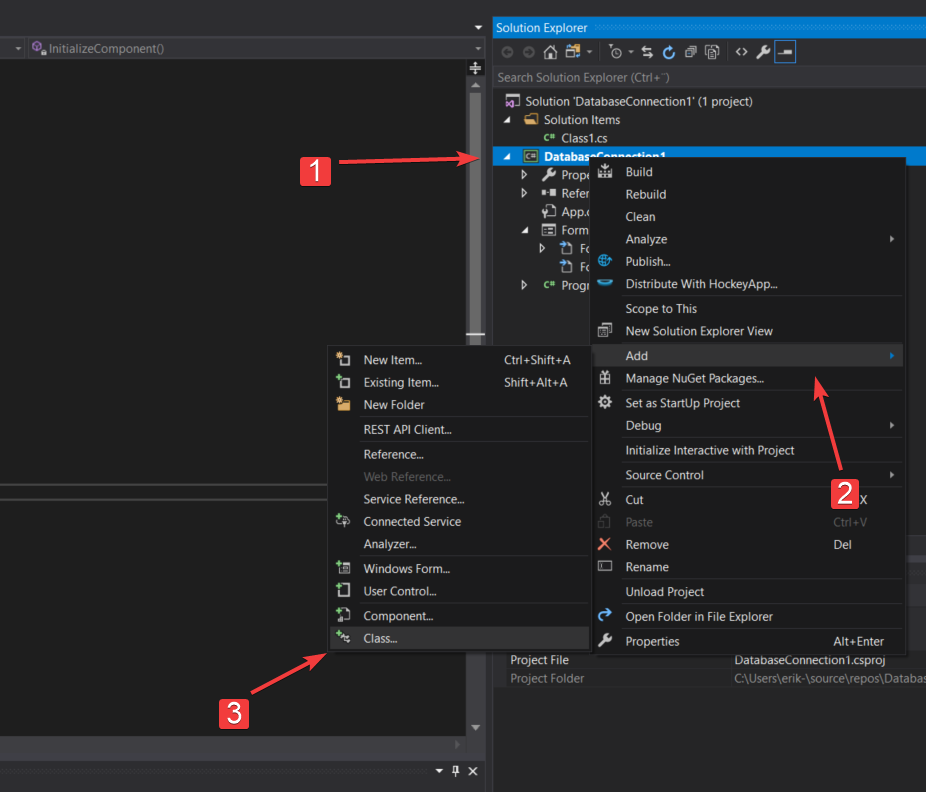 Solution Explorer
InitializeComponent()
Search Solution Explorer (Ctrl+¨)
Solution 'DatabaseConnection1' (1 project)
Solution Items
C# Class1.cs
C# DatabaseConnection1
1
Prope
Refer
App.c
Form
Fo
Fo
C# Progr
Build
Rebuild
Clean
Analyze
Publish...
Distribute With HockeyApp...
Scope to This
New Solution Explorer View
Add
Manage NuGet Packages...
Set as StartUp Project
Debug
Initialize Interactive with Project
Source Control
Cut X
2
Paste Ctrl+V
Remove Del
Rename
Unload Project
Open Folder in File Explorer
Properties Alt+Enter
New Item... Ctrl+Shift+A
Existing Item... Shift+Alt+A
New Folder
REST API Client...
Reference...
Web Reference...
Service Reference...
Connected Service
Analyzer...
Windows Form...
User Control...
Component...
Class...
3
Project File DatabaseConnection1.csproj
Project Folder C:\Users\erik-\source\repos\Databas